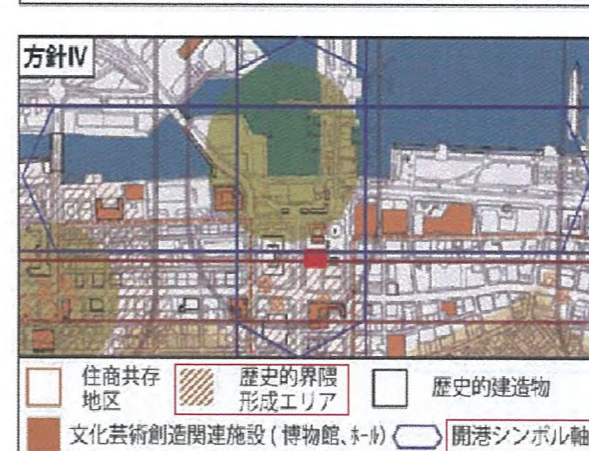 方針Ⅳ
住商共存
地区
歴史的界隈
形成エリア
歴史的建造物
文化芸術創造関連施設(博物館、ホール)
開港シンボル軸